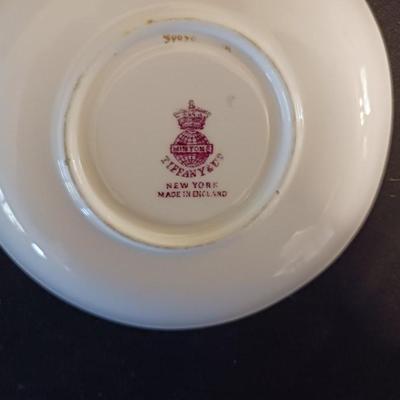 MINTONS
TIFFANY & Co
NEW YORK
MADE IN ENGLAND